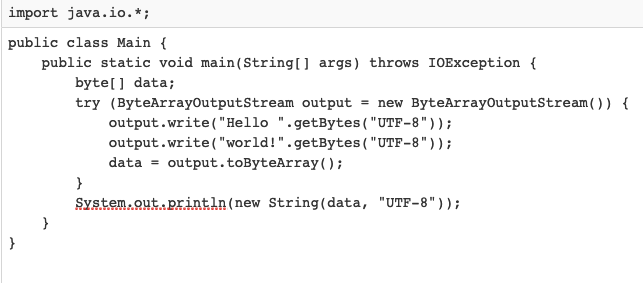 import java.io.*;
public class Main {
    public static void main(String[] args) throws IOException {
        byte[] data;
        try (ByteArrayOutputStream output = new ByteArrayOutputStream()) {
            output.write("Hello ".getBytes("UTF-8"));
            output.write("world!".getBytes("UTF-8"));
            data = output.toByteArray();
        }
        System.out.println(new String(data, "UTF-8"));
    }
}